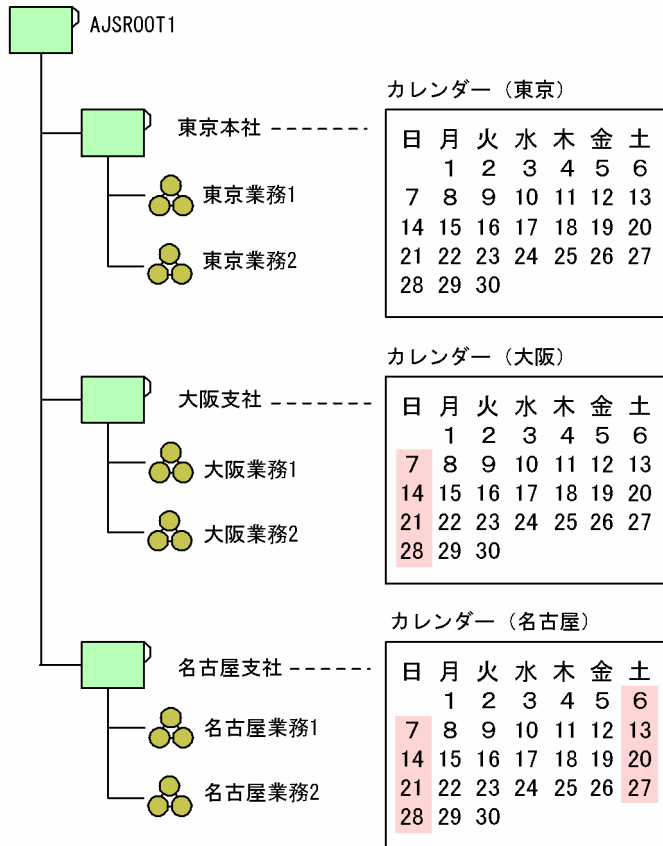 AJSROOT1
カレンダー（東京）
東京本社
日 月 火 水 木 金 土
1 2 3 4 5 6
7 8 9 10 11 12 13
14 15 16 17 18 19 20
21 22 23 24 25 26 27
28 29 30
東京業務1
東京業務2
カレンダー（大阪）
大阪支社
日 月 火 水 木 金 土
1 2 3 4 5 6
7 8 9 10 11 12 13
14 15 16 17 18 19 20
21 22 23 24 25 26 27
28 29 30
大阪業務1
大阪業務2
カレンダー（名古屋）
名古屋支社
日 月 火 水 木 金 土
1 2 3 4 5 6
7 8 9 10 11 12 13
14 15 16 17 18 19 20
21 22 23 24 25 26 27
28 29 30
名古屋業務1
名古屋業務2